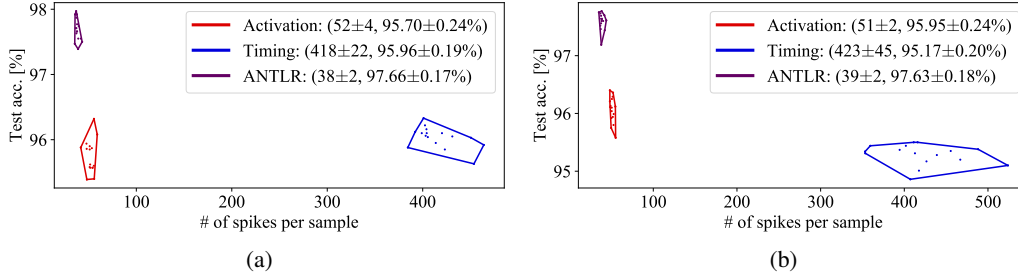 Activation: (52±4, 95.70±0.24%)
Timing: (418±22, 95.96±0.19%)
ANTLR: (38±2, 97.66±0.17%)
Test acc. [%]
98
96
100
200
300
400
# of spikes per sample
(a)
Activation: (51±2, 95.95±0.24%)
Timing: (423±45, 95.17±0.20%)
ANTLR: (39±2, 97.63±0.18%)
Test acc. [%]
97
96
95
100
200
300
400
500
# of spikes per sample
(b)